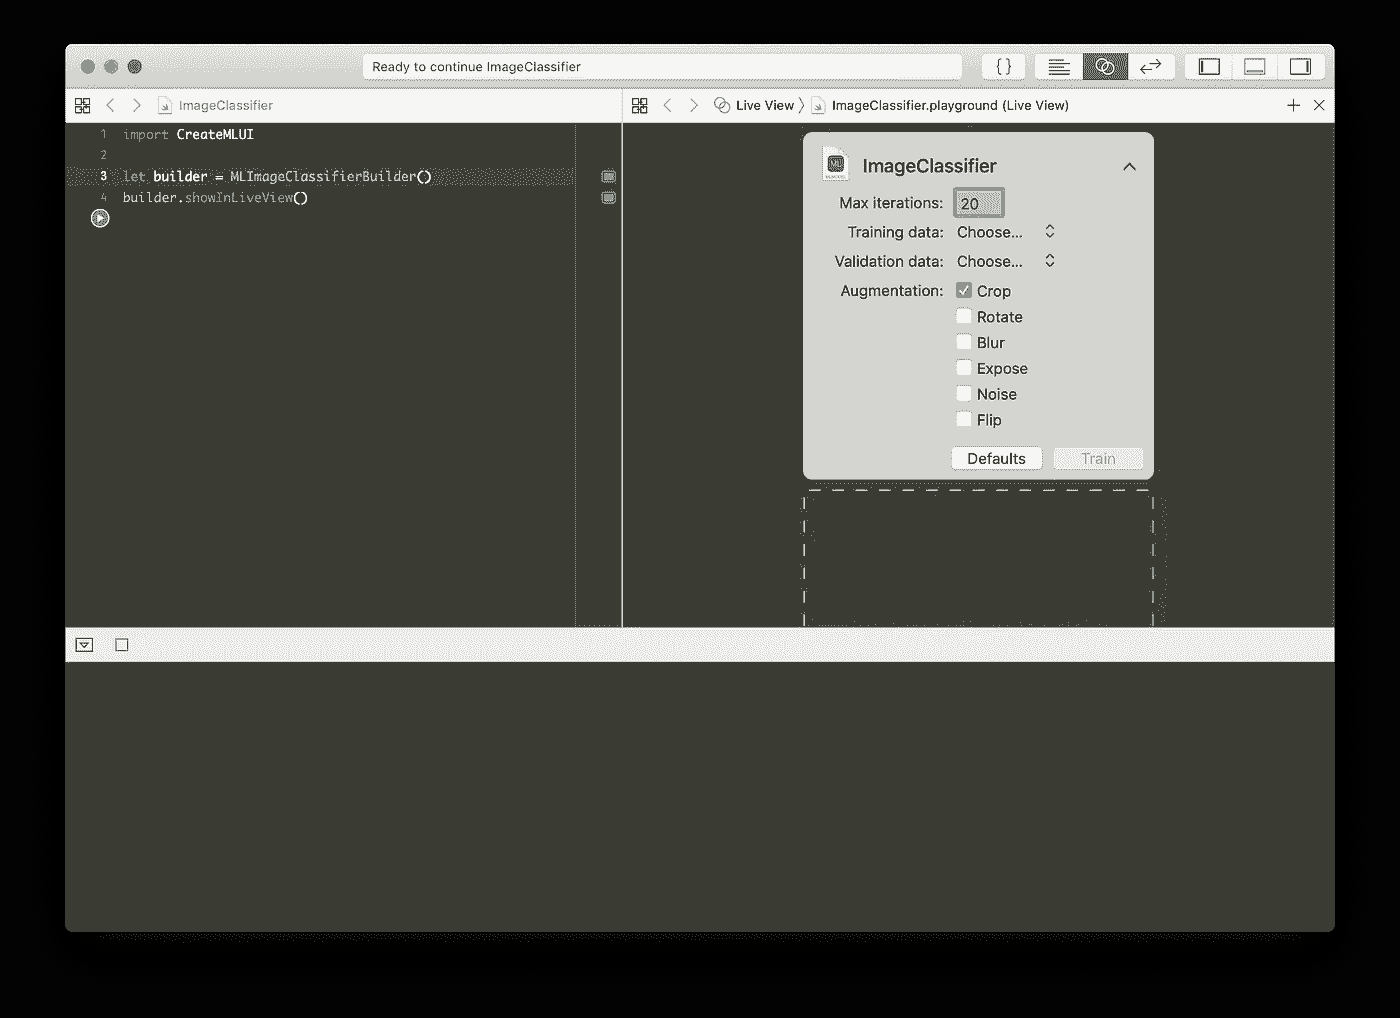 Ready to continue ImageClassifier
{}
ImageClassifier
Live View
ImageClassifier.playground (Live View)
1 import CreateMLUI
2
3 let builder = MLImageClassifierBuilder()
4 builder.showInLiveView()
ImageClassifier
Max iterations: 20
Training data: Choose...
Validation data: Choose...
Augmentation: Crop
Rotate
Blur
Expose
Noise
Flip
Defaults Train